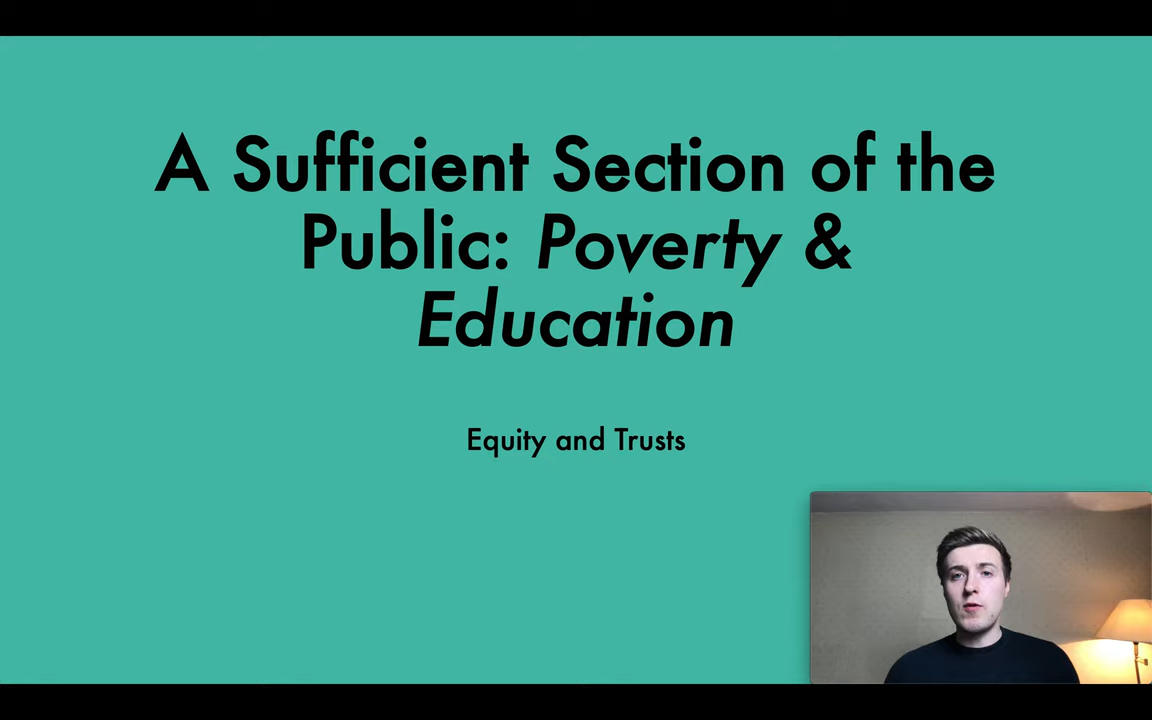 A Sufficient Section of the
Public: Poverty &
Education
Equity and Trusts